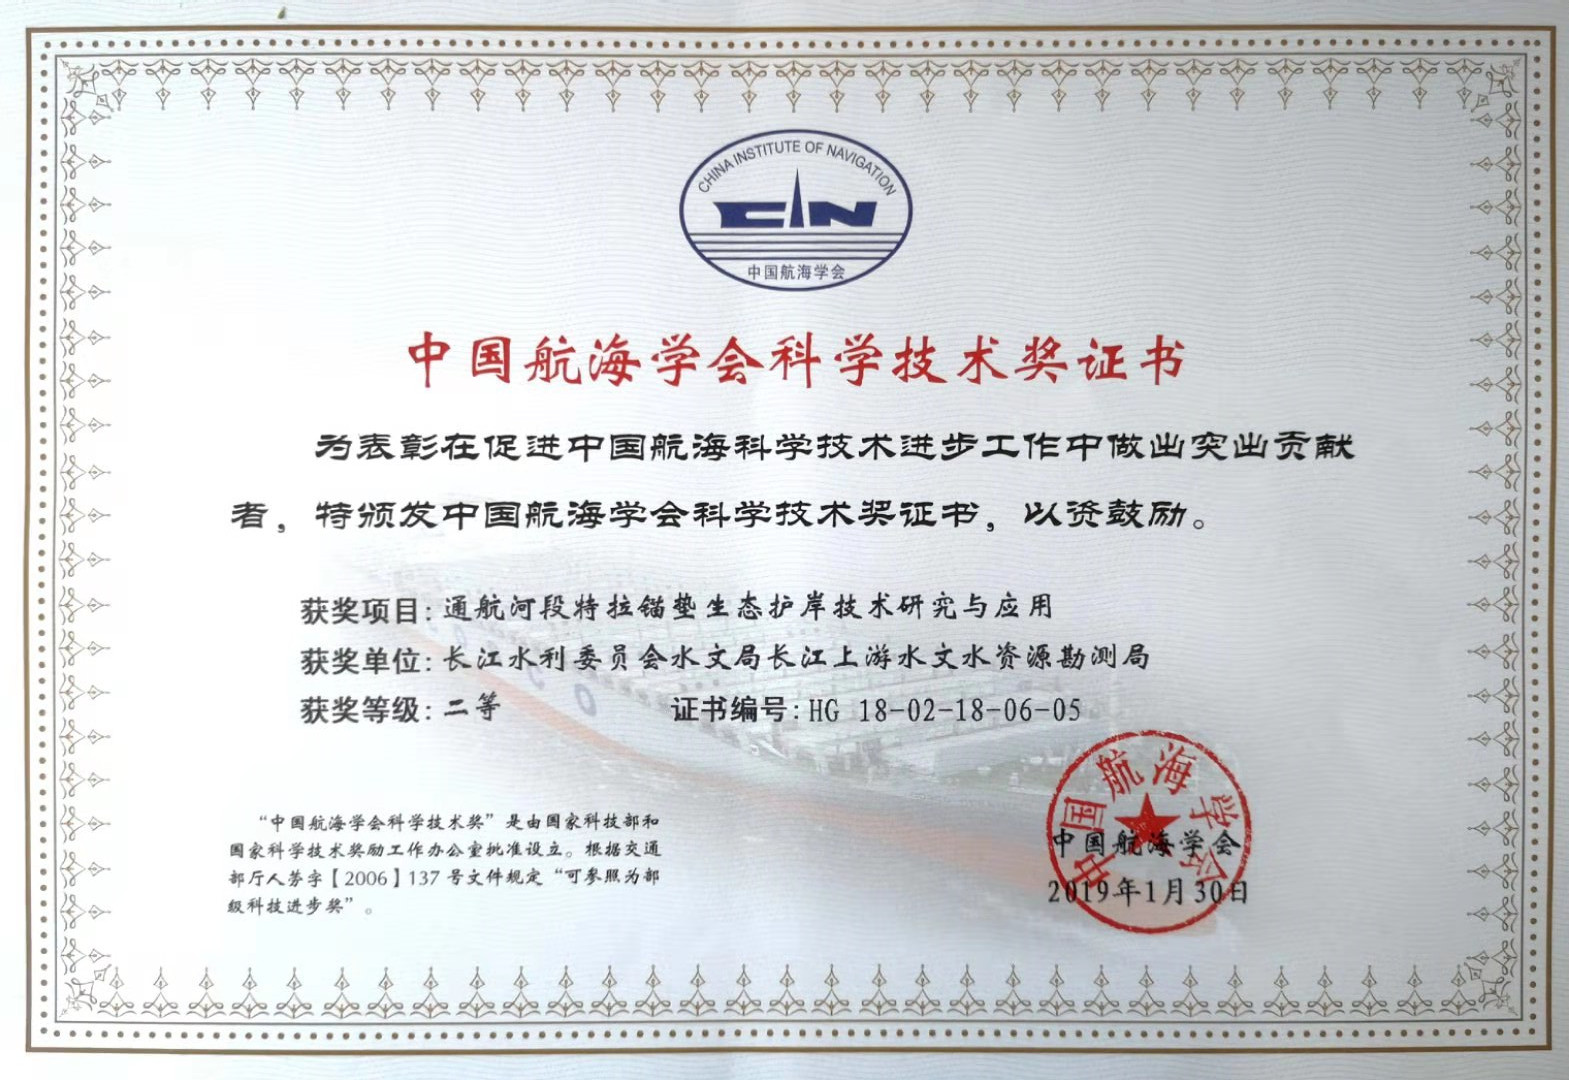 CHINA INSTITUTE OF NAVIGATION
CIN
中国航海学会
中国航海学会科学技术奖证书
为表彰在促进中国航海科学技术进步工作中做出突出贡献
者，特颁发中国航海学会科学技术奖证书，以资鼓励。
获奖项目：通航河段特拉锚垫生态护岸技术研究与应用
获奖单位：长江水利委员会水文局长江上游水文水资源勘测局
获奖等级：二等 证书编号：HG 18-02-18-06-05
“中国航海学会科学技术奖”是由国家科技部和
国家科学技术奖励工作办公室批准设立。根据交通
部厅人劳字【2006】137 号文件规定“可参照为部
级科技进步奖”。
中国航海学会
中国航海学会
2019年1月30日